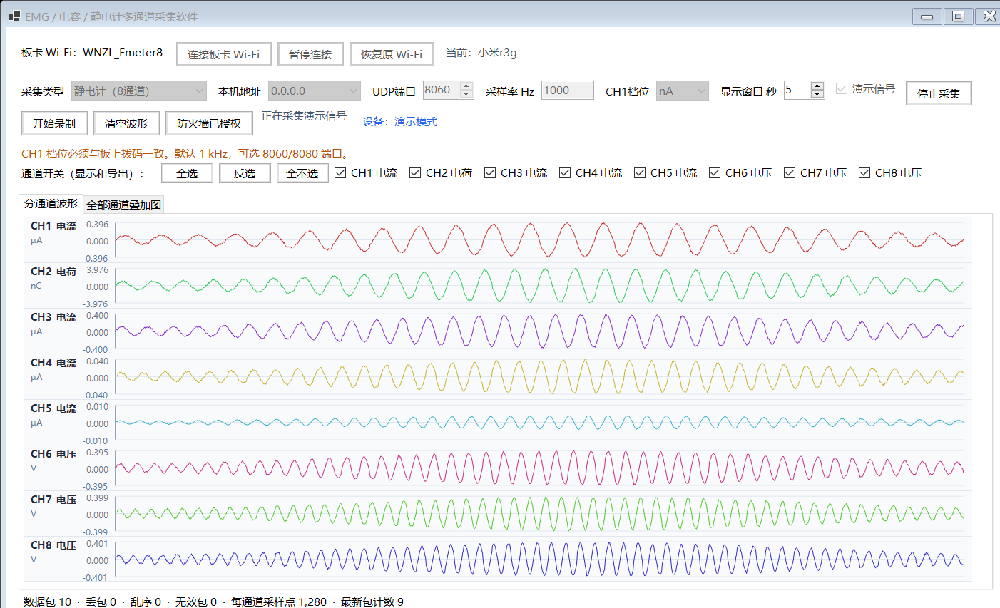 EMG / 电容 / 静电计多通道采集软件
板卡 Wi-Fi：WNZL_Emeter8 连接板卡 Wi-Fi 暂停连接 恢复原 Wi-Fi 当前：小米r3g
采集类型 静电计（8通道） 本机地址 0.0.0.0 UDP端口 8060 采样率 Hz 1000 CH1档位 nA 显示窗口 秒 5 演示信号 停止采集
开始录制 清空波形 防火墙已授权 正在采集演示信号 设备：演示模式
CH1 档位必须与板上拨码一致。默认 1 kHz，可选 8060/8080 端口。
通道开关（显示和导出）： 全选 反选 全不选 CH1 电流 CH2 电荷 CH3 电流 CH4 电流 CH5 电流 CH6 电压 CH7 电压 CH8 电压
分通道波形 全部通道叠加图
CH1 电流 0.396
μA 0.000
-0.396
CH2 电荷 3.976
nC 0.000
-3.976
CH3 电流 0.400
μA 0.000
-0.400
CH4 电流 0.040
μA 0.000
-0.040
CH5 电流 0.010
μA 0.000
-0.010
CH6 电压 0.395
V 0.000
-0.395
CH7 电压 0.399
V 0.000
-0.399
CH8 电压 0.401
V 0.000
-0.401
数据包 10 · 丢包 0 · 乱序 0 · 无效包 0 · 每通道采样点 1,280 · 最新包计数 9